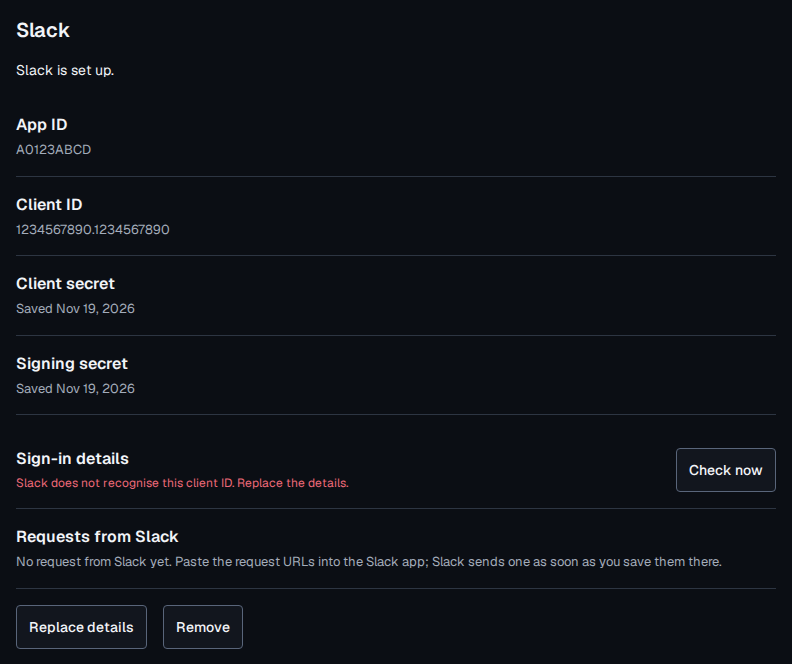 Slack
Slack is set up.
App ID
A0123ABCD
Client ID
1234567890.1234567890
Client secret
Saved Nov 19, 2026
Signing secret
Saved Nov 19, 2026
Sign-in details
Slack does not recognise this client ID. Replace the details.
Check now
Requests from Slack
No request from Slack yet. Paste the request URLs into the Slack app; Slack sends one as soon as you save them there.
Replace details
Remove